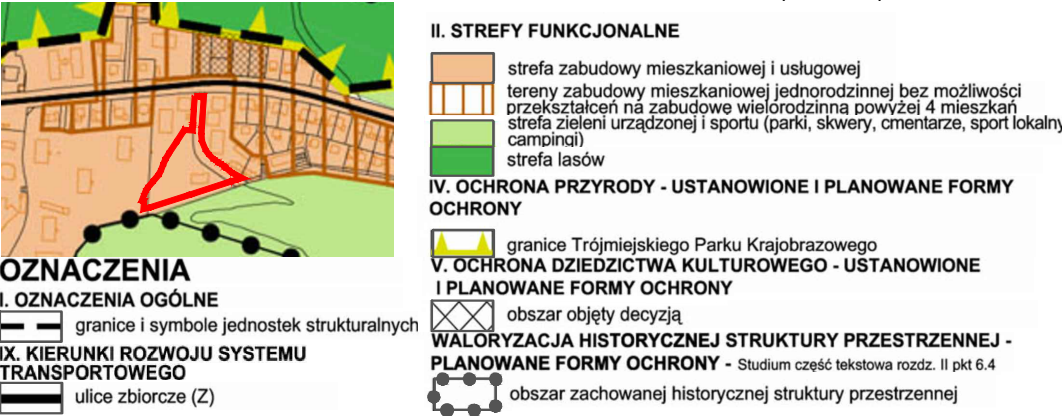 II. STREFY FUNKCJONALNE
strefa zabudowy mieszkaniowej i usługowej
tereny zabudowy mieszkaniowej jednorodzinnej bez możliwości
przekształceń na zabudowę wielorodzinną powyżej 4 mieszkań
strefa zieleni urządzonej i sportu (parki, skwery, cmentarze, sport lokalny
campingi)
strefa lasów
IV. OCHRONA PRZYRODY - USTANOWIONE I PLANOWANE FORMY
OCHRONY
granice Trójmiejskiego Parku Krajobrazowego
V. OCHRONA DZIEDZICTWA KULTUROWEGO - USTANOWIONE
I PLANOWANE FORMY OCHRONY
obszar objęty decyzją
WALORYZACJA HISTORYCZNEJ STRUKTURY PRZESTRZENNEJ -
PLANOWANE FORMY OCHRONY - Studium część tekstowa rozdz. II pkt 6.4
obszar zachowanej historycznej struktury przestrzennej
OZNACZENIA
I. OZNACZENIA OGÓLNE
granice i symbole jednostek strukturalnych
IX. KIERUNKI ROZWOJU SYSTEMU
TRANSPORTOWEGO
ulice zbiorcze (Z)